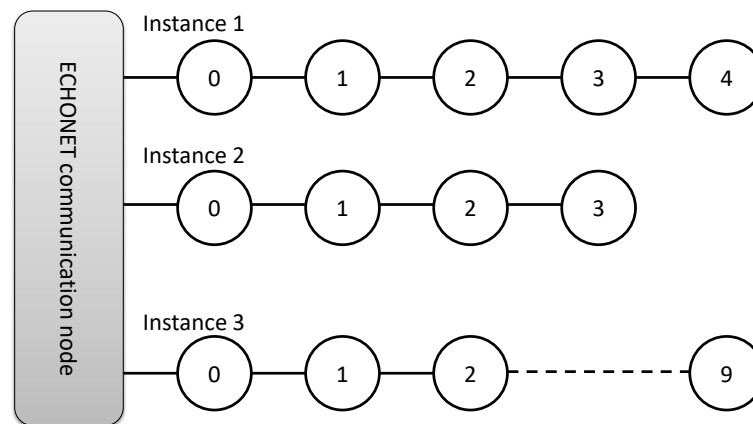 ECHONET communication node
Instance 1
0 1 2 3 4
Instance 2
0 1 2 3
Instance 3
0 1 2 9